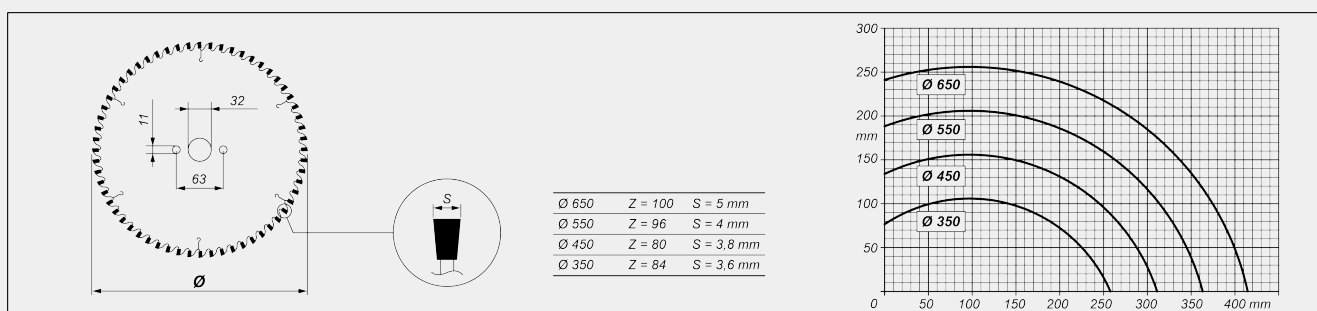 32
11
63
Ø
S
Ø 650 Z = 100 S = 5 mm
Ø 550 Z = 96 S = 4 mm
Ø 450 Z = 80 S = 3,8 mm
Ø 350 Z = 84 S = 3,6 mm
300
250
200
mm
150
100
50
Ø 650
Ø 550
Ø 450
Ø 350
0 50 100 150 200 250 300 350 400 mm